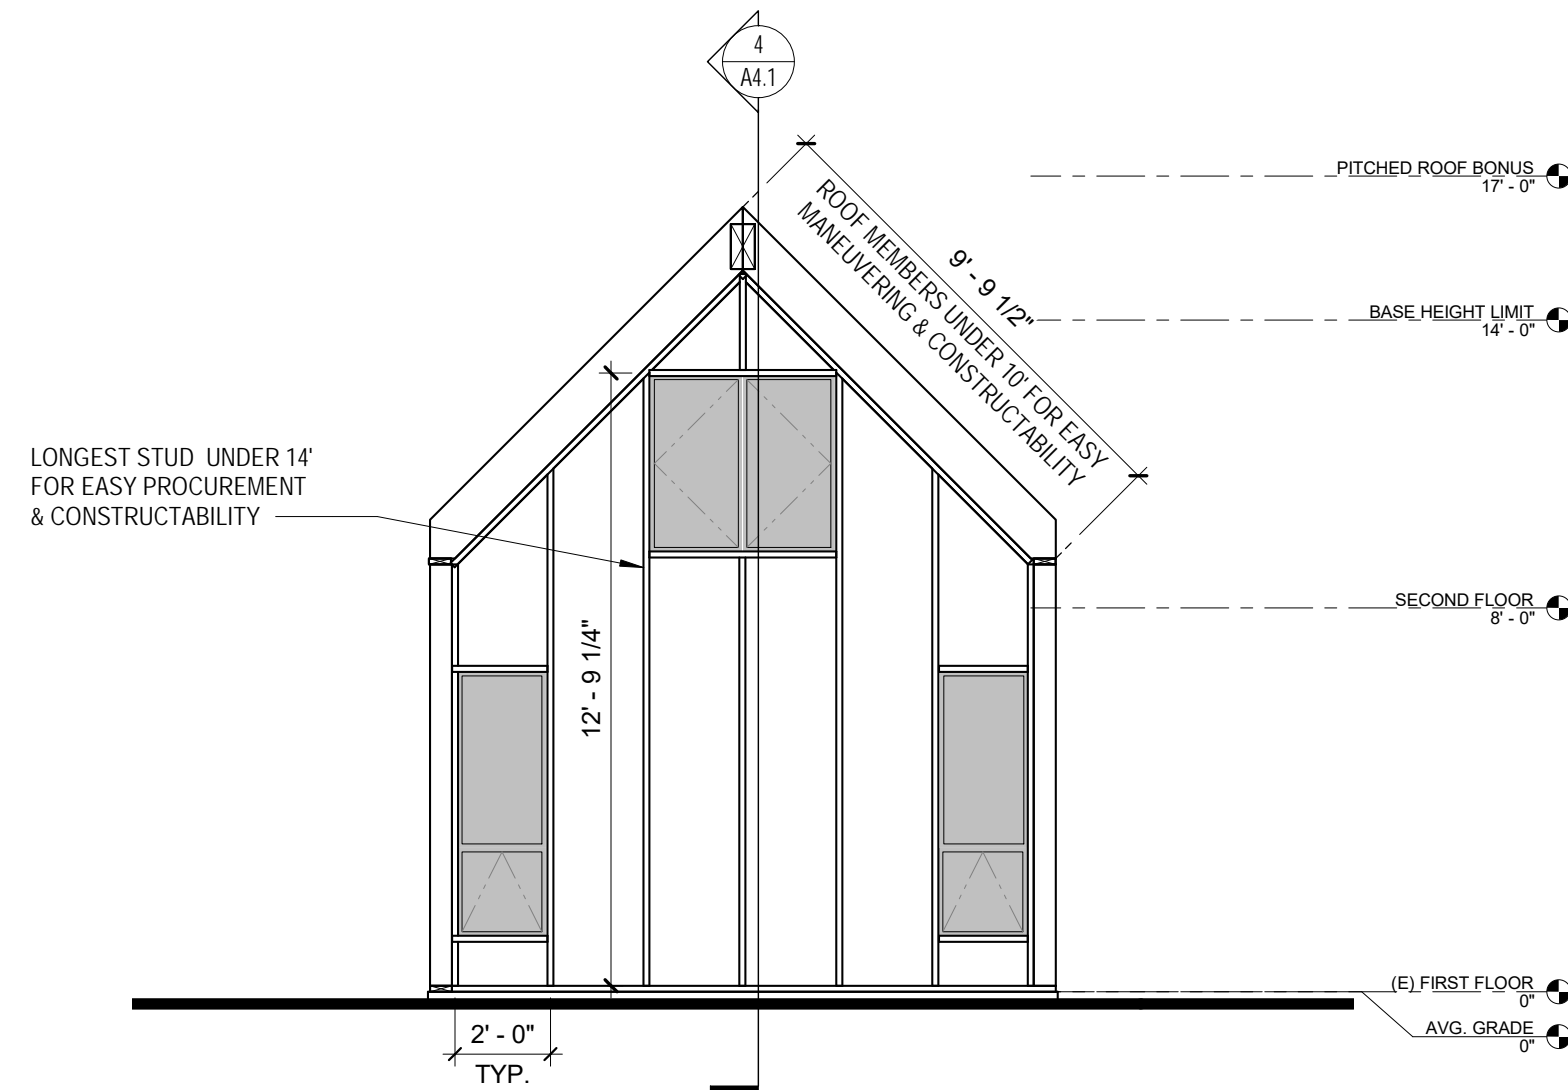 4
A4.1
PITCHED ROOF BONUS
17' - 0"
ROOF MEMBERS UNDER 10' FOR EASY
MANEUVERING & CONSTRUCTABILITY
9' - 9 1/2"
BASE HEIGHT LIMIT
14' - 0"
LONGEST STUD UNDER 14'
FOR EASY PROCUREMENT
& CONSTRUCTABILITY
12' - 9 1/4"
SECOND FLOOR
8' - 0"
(E) FIRST FLOOR
0"
AVG. GRADE
0"
2' - 0"
TYP.